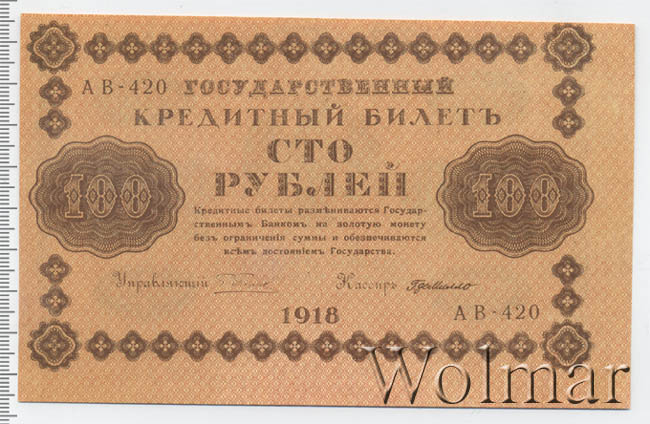 АВ-420 ГОСУДАРСТВЕННЫЙ
КРЕДИТНЫЙ БИЛЕТЪ
100 СТО 100
РУБЛЕЙ
Кредитные билеты размѣниваются Государ-
ственнымъ Банкомъ на золотую монету
безъ ограниченія суммы и обезпечиваются
всѣмъ достояніемъ Государства.
Управляющій Кассиръ
1918 АВ-420
Wolmar